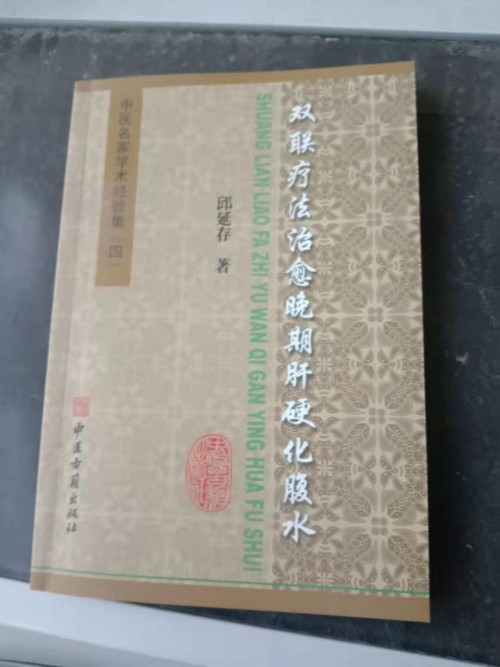 双联疗法治愈晚期肝硬化腹水
SHUANG LIAN LIAO FA ZHI YU WAN QI GAN YING HUA FU SHUI
邱延存 著
中医名家学术经验集（四）
中医古籍出版社